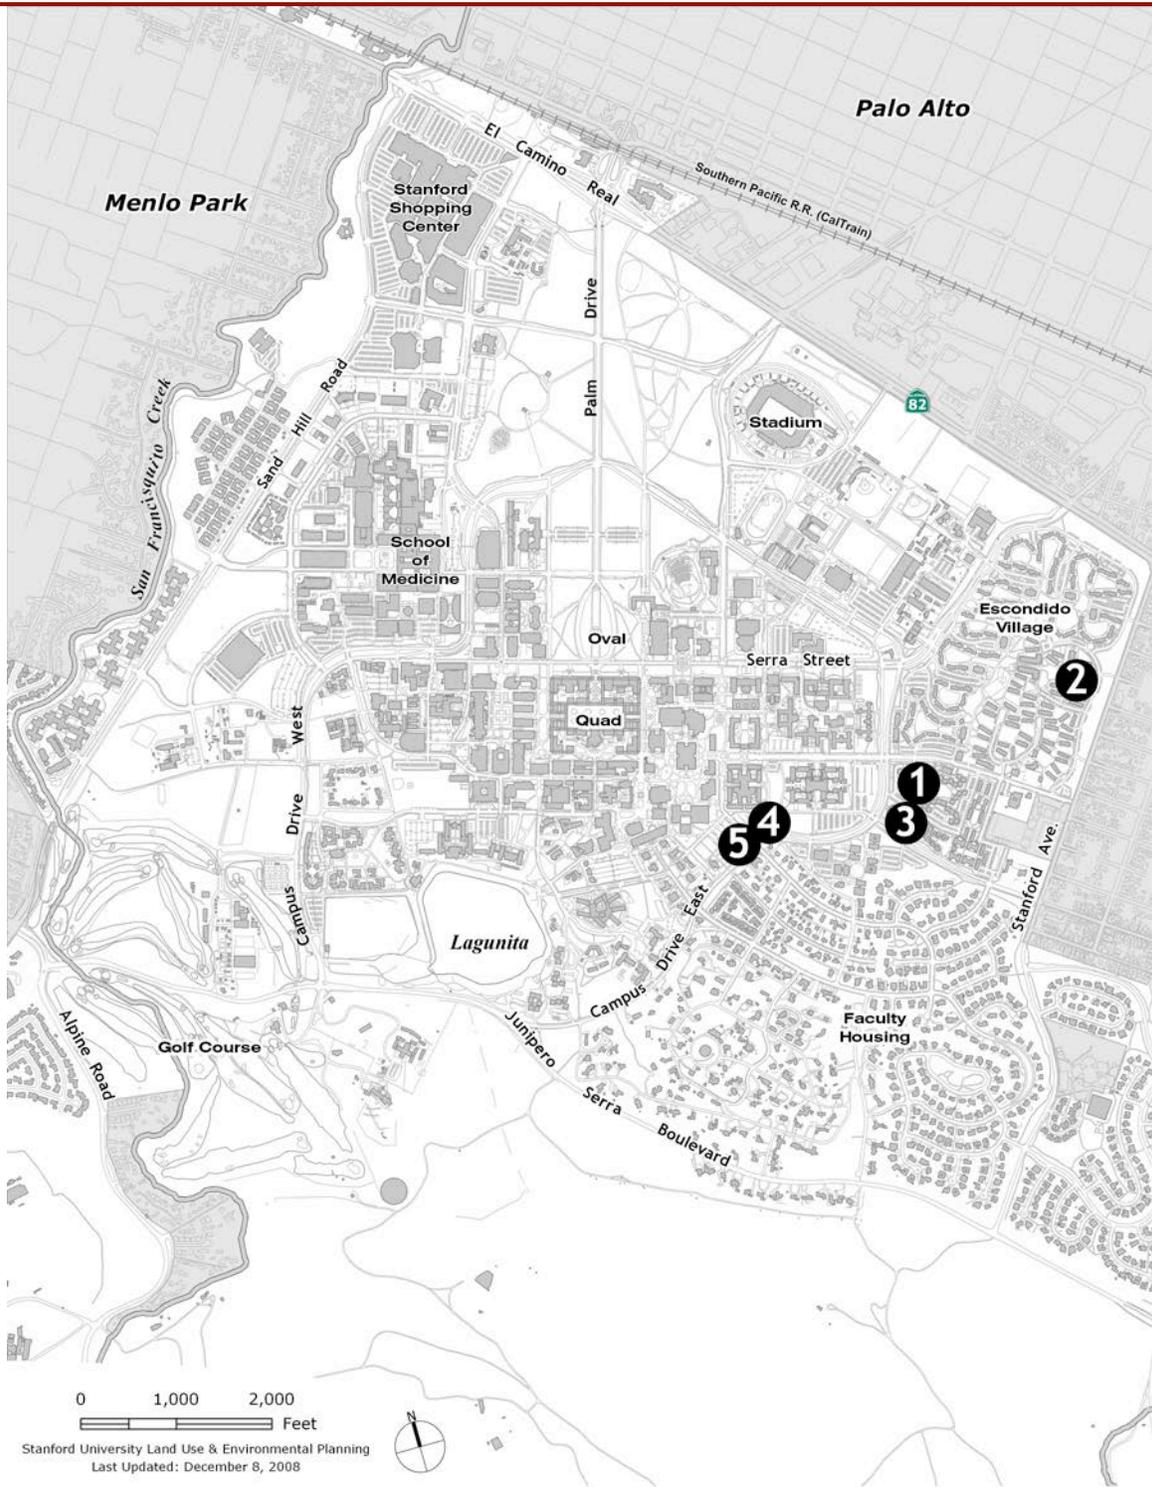 Palo Alto
El Camino Real
Southern Pacific R.R. (CalTrain)
Menlo Park
Stanford
Shopping
Center
Palm Drive
82
Stadium
San Francisquito Creek
Sand Hill Road
School
of
Medicine
Escondido
Village
Oval
Serra Street
2
Quad
Campus Drive West
1
4
3
5
Stanford Ave.
Campus Drive East
Lagunita
Faculty
Housing
Alpine Road
Golf Course
Junipero Serra Boulevard
0 1,000 2,000
Feet
N
Stanford University Land Use & Environmental Planning
Last Updated: December 8, 2008